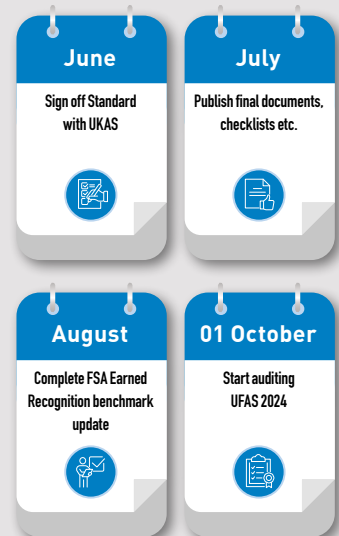 June
Sign off Standard
with UKAS
July
Publish final documents,
checklists etc.
August
Complete FSA Earned
Recognition benchmark
update
01 October
Start auditing
UFAS 2024